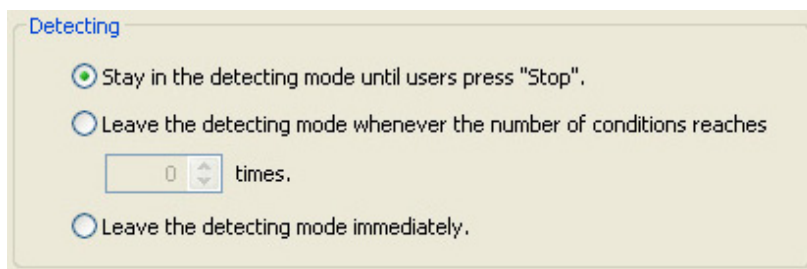 Detecting
Stay in the detecting mode until users press "Stop".
Leave the detecting mode whenever the number of conditions reaches
0 times.
Leave the detecting mode immediately.